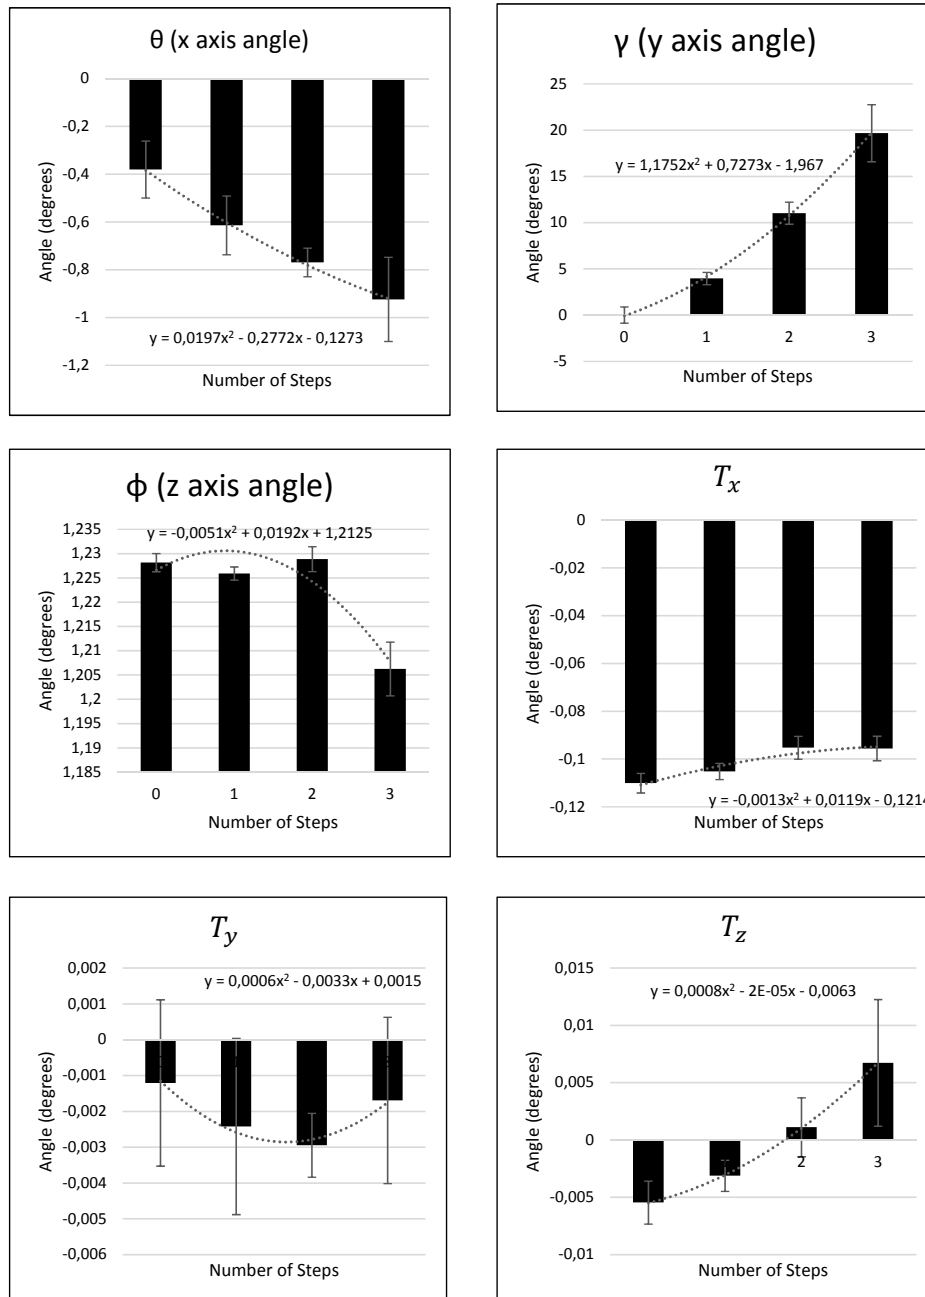 θ (x axis angle)
0
-0,2
-0,4
-0,6
-0,8
-1
-1,2
Angle (degrees)
y = 0,0197x² - 0,2772x - 0,1273
Number of Steps
γ (y axis angle)
25
20
15
10
5
0
-5
Angle (degrees)
y = 1,1752x² + 0,7273x - 1,967
0 1 2 3
Number of Steps
ϕ (z axis angle)
y = -0,0051x² + 0,0192x + 1,2125
1,235
1,23
1,225
1,22
1,215
1,21
1,205
1,2
1,195
1,19
1,185
Angle (degrees)
0 1 2 3
Number of Steps
Tₓ
0
-0,02
-0,04
-0,06
-0,08
-0,1
-0,12
Angle (degrees)
y = -0,0013x² + 0,0119x - 0,1214
Number of Steps
T_y
0,002
0,001
0
-0,001
-0,002
-0,003
-0,004
-0,005
-0,006
Angle (degrees)
y = 0,0006x² - 0,0033x + 0,0015
Number of Steps
T_z
0,015
0,01
0,005
0
-0,005
-0,01
Angle (degrees)
y = 0,0008x² - 2E-05x - 0,0063
2 3
Number of Steps